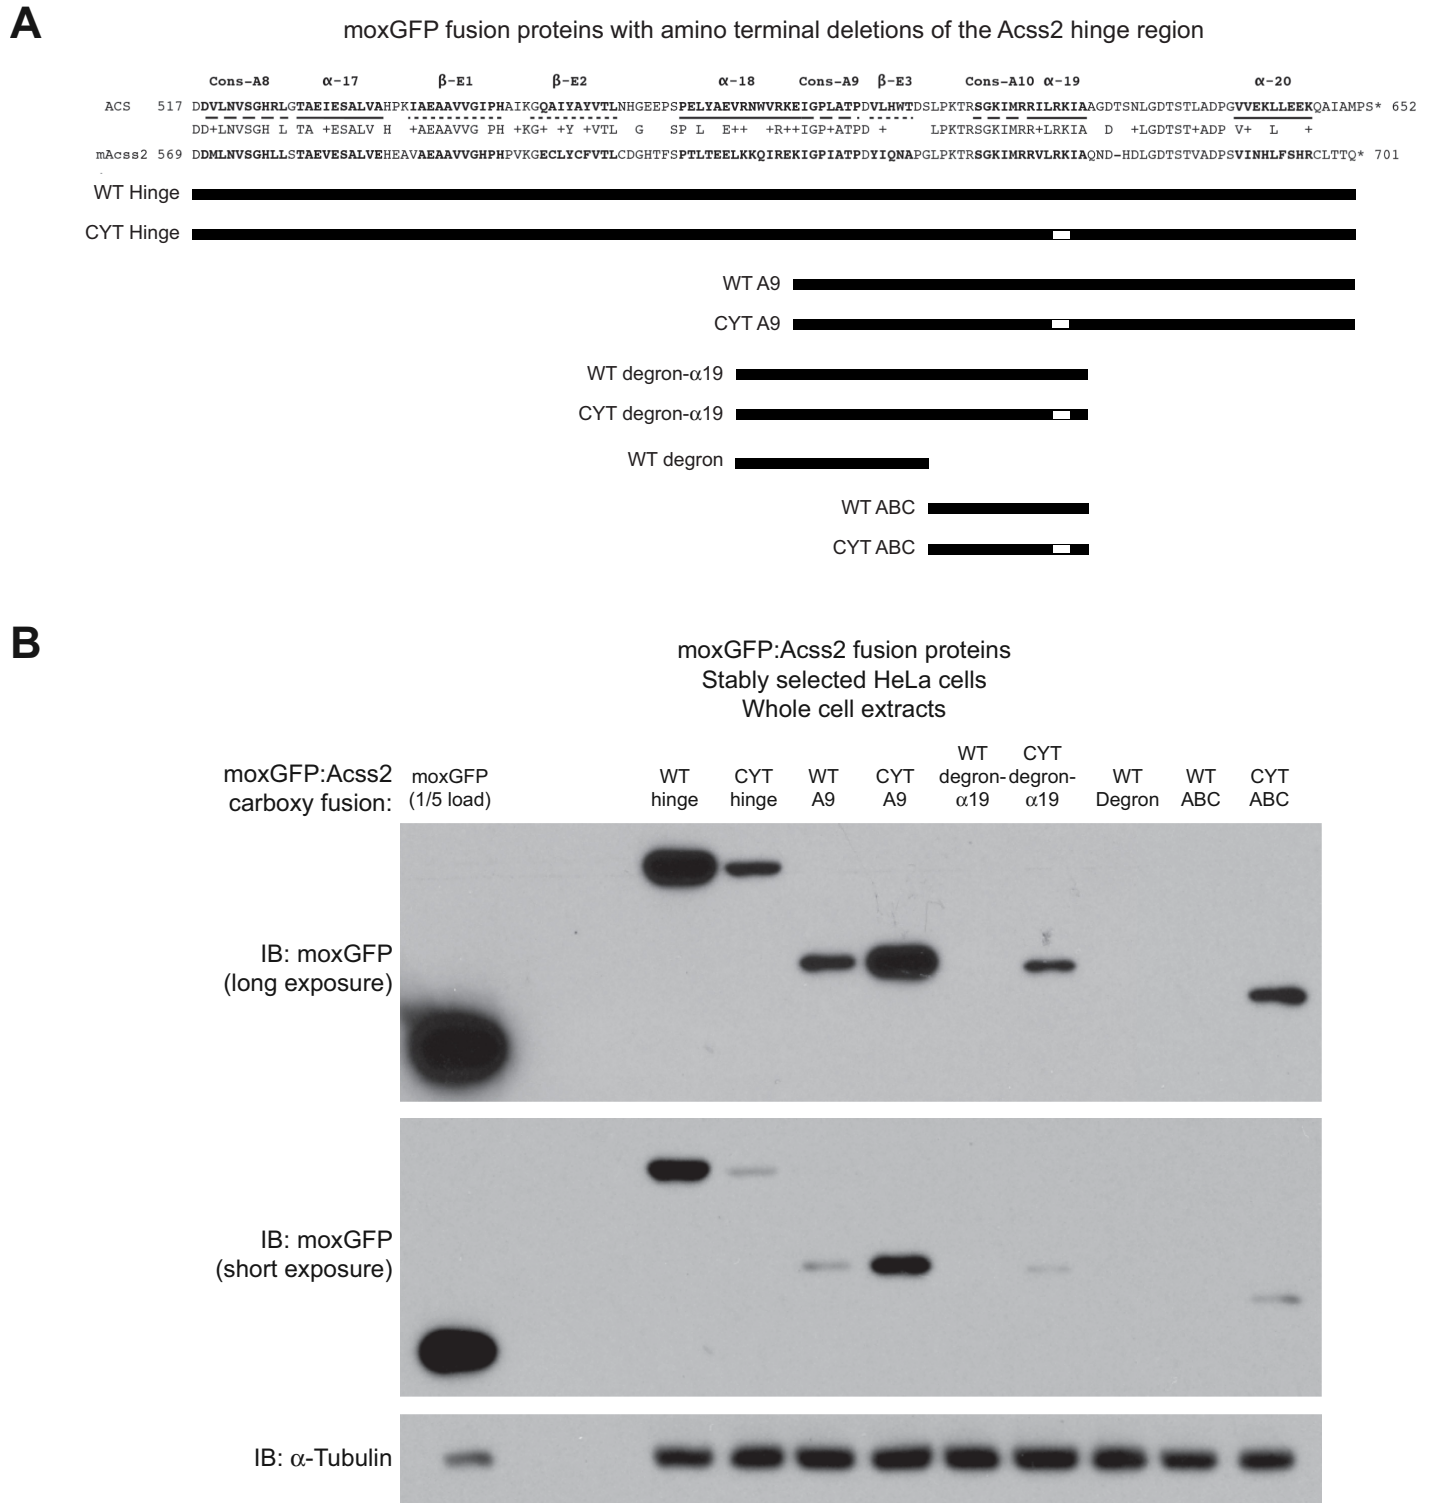 A
moxGFP fusion proteins with amino terminal deletions of the Acss2 hinge region
Cons-A8 α-17 β-E1 β-E2 α-18 Cons-A9 β-E3 Cons-A10 α-19 α-20
ACS 517 DDVLNVSGHRLGTAEIESALVAHPKIAEAAVVGIPHAIKGQAIYAYVTLNHGEEPSPELYAEVRNWVRKEIGPLATPDVLHWTDSLPKTRSGKIMRRILRKIAAGDTSNLGDTSTLADPGVVEKLLEEKQAIAMPS* 652
DD+LNVSGH L TA +ESALV H +AEAAVVG PH +KG+ +Y +VTL G SP L E++ +R++IGP+ATPD + LPKTRSGKIMRR+LRKIA D +LGDTST+ADP V+ L +
mAcss2 569 DDMLNVSGHLLSTAEVESALVEHEAVAEAAVVGHPHPVKGECLYCFVTLCDGHTFSPTLTEELKKQIREKIGPIATPDYIQNAPGLPKTRSGKIMRRVLRKIAQND-HDLGDTSTVADPSVINHLFSHRCLTTQ* 701
WT Hinge
CYT Hinge
WT A9
CYT A9
WT degron-α19
CYT degron-α19
WT degron
WT ABC
CYT ABC
B
moxGFP:Acss2 fusion proteins
Stably selected HeLa cells
Whole cell extracts
moxGFP:Acss2
carboxy fusion:
moxGFP
(1/5 load)
WT
hinge
CYT
hinge
WT
A9
CYT
A9
WT
degron-
α19
CYT
degron-
α19
WT
Degron
WT
ABC
CYT
ABC
IB: moxGFP
(long exposure)
IB: moxGFP
(short exposure)
IB: α-Tubulin